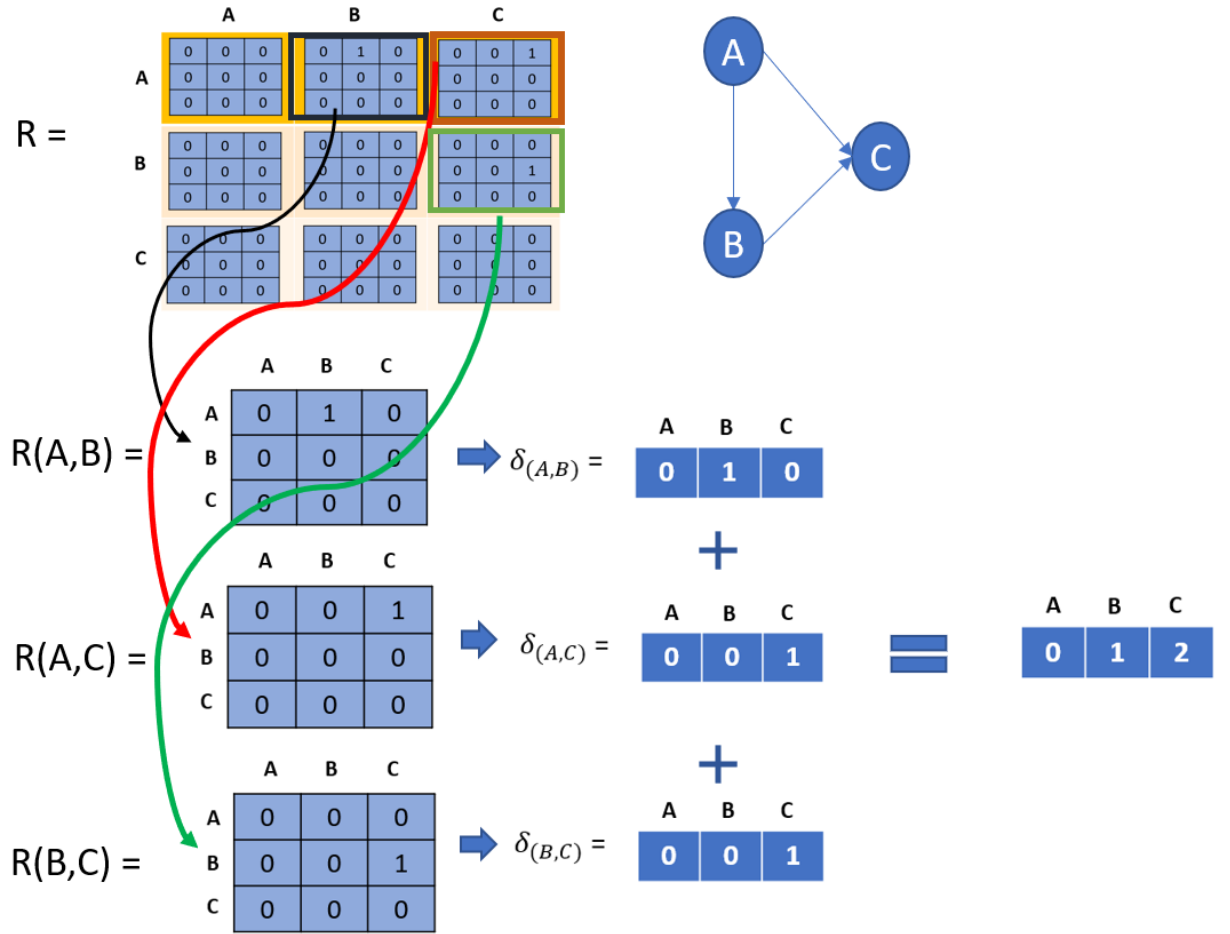 A B C
A 0 0 0 0 1 0 0 0 1
0 0 0 0 0 0 0 0 0
0 0 0 0 0 0 0 0 0
R =
B 0 0 0 0 0 0 0 0 0
0 0 0 0 0 0 0 0 1
0 0 0 0 0 0 0 0 0
C 0 0 0 0 0 0 0 0 0
0 0 0 0 0 0 0 0 0
0 0 0 0 0 0 0 0 0
A
C
B
A B C
A 0 1 0
R(A,B) = B 0 0 0
C 0 0 0
δ(A,B) =
A B C
0 1 0
+
A B C
A 0 0 1
R(A,C) = B 0 0 0
C 0 0 0
δ(A,C) =
A B C
0 0 1
=
A B C
0 1 2
+
A B C
A 0 0 0
R(B,C) = B 0 0 1
C 0 0 0
δ(B,C) =
A B C
0 0 1